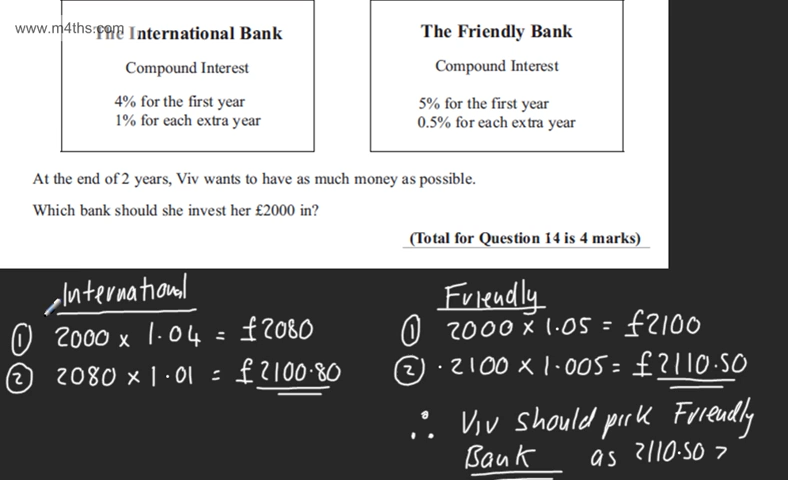 www.m4ths.com
The International Bank
Compound Interest
4% for the first year
1% for each extra year
The Friendly Bank
Compound Interest
5% for the first year
0.5% for each extra year
At the end of 2 years, Viv wants to have as much money as possible.
Which bank should she invest her £2000 in?
(Total for Question 14 is 4 marks)
International
① 2000 × 1.04 = £2080
② 2080 × 1.01 = £2100.80
Friendly
① 2000 × 1.05 = £2100
② . 2100 × 1.005 = £2110.50
∴ Viv should pick Friendly
Bank as 2110.50 >